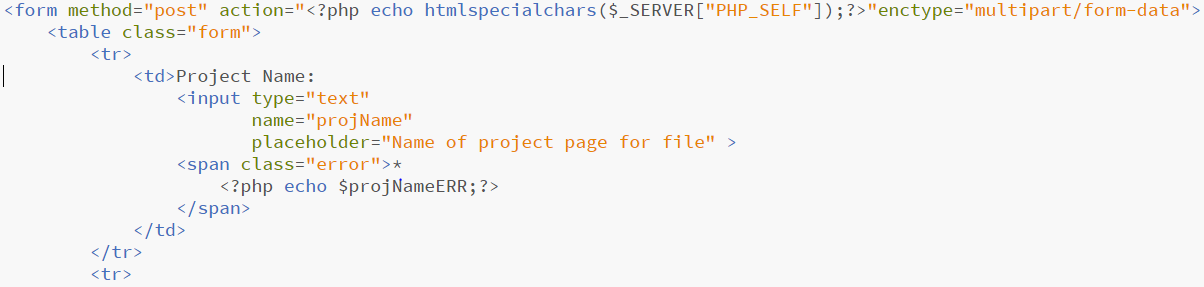 <form method="post" action="<?php echo htmlspecialchars($_SERVER["PHP_SELF"]);?>"enctype="multipart/form-data">
    <table class="form">
        <tr>
            <td>Project Name:
                <input type="text"
                       name="projName"
                       placeholder="Name of project page for file" >
                <span class="error">*
                    <?php echo $projNameERR;?>
                </span>
            </td>
        </tr>
        <tr>